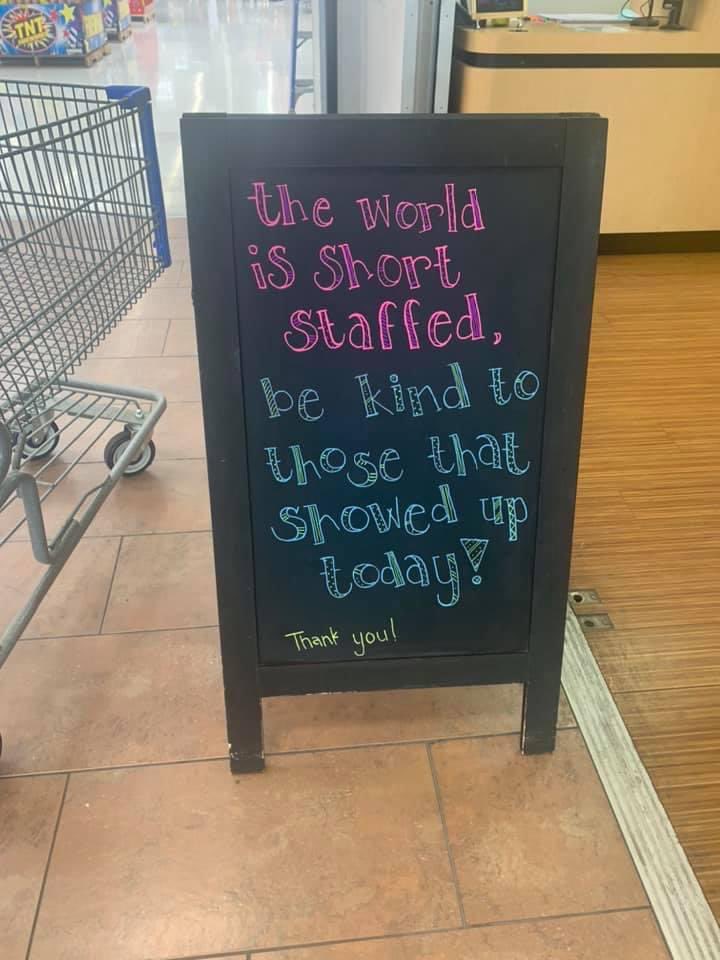 TNT
the world
is short
staffed,
be kind to
those that
showed up
today!
Thank you!